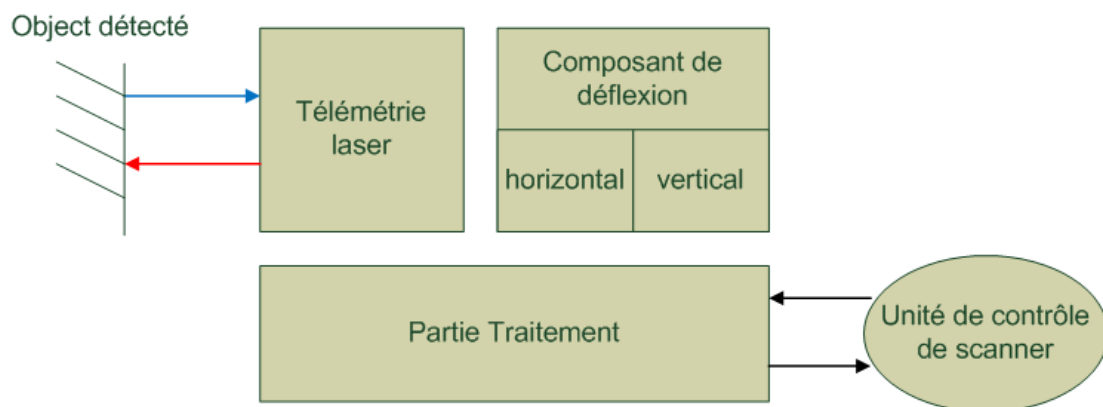 Object détecté
Télémétrie
laser
Composant de
déflexion
horizontal
vertical
Partie Traitement
Unité de contrôle
de scanner